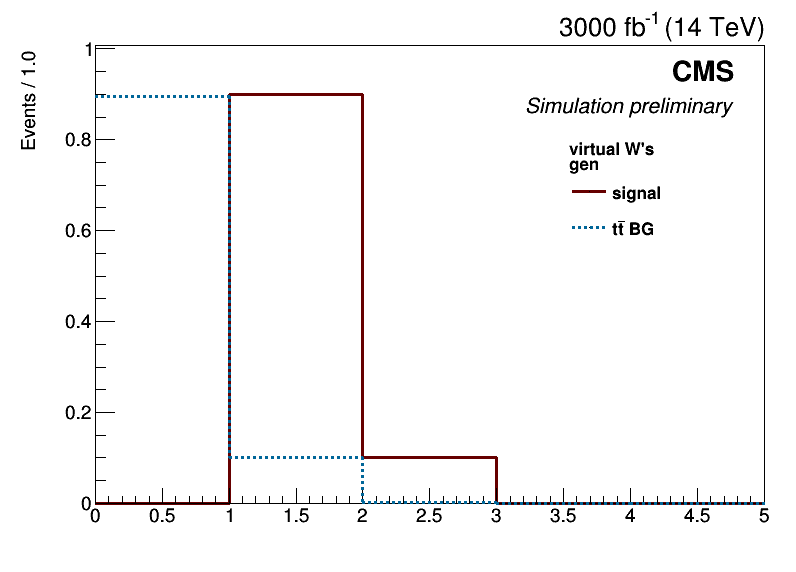 3000 fb⁻¹ (14 TeV)
Events / 1.0
CMS
Simulation preliminary
virtual W's
gen
signal
tt̅ BG
1
0.8
0.6
0.4
0.2
0
0 0.5 1 1.5 2 2.5 3 3.5 4 4.5 5